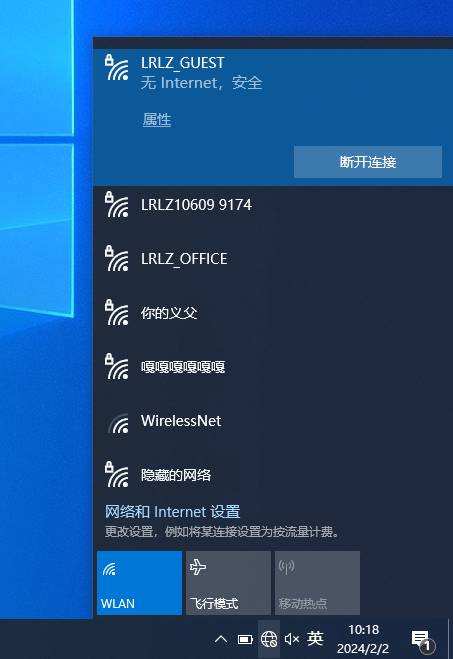 LRLZ_GUEST
无 Internet，安全
属性
断开连接
LRLZ10609 9174
LRLZ_OFFICE
你的义父
嘎嘎嘎嘎嘎嘎
WirelessNet
隐藏的网络
网络和 Internet 设置
更改设置，例如将某连接设置为按流量计费。
WLAN
飞行模式
移动热点
英
10:18
2024/2/2
1